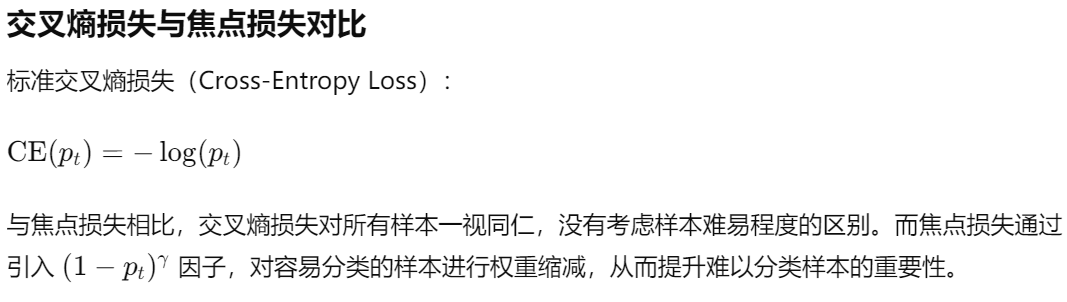 交叉熵损失与焦点损失对比
标准交叉熵损失（Cross-Entropy Loss）：
CE(p_t) = − log(p_t)
与焦点损失相比，交叉熵损失对所有样本一视同仁，没有考虑样本难易程度的区别。而焦点损失通过
引入 (1 − p_t)^γ 因子，对容易分类的样本进行权重缩减，从而提升难以分类样本的重要性。